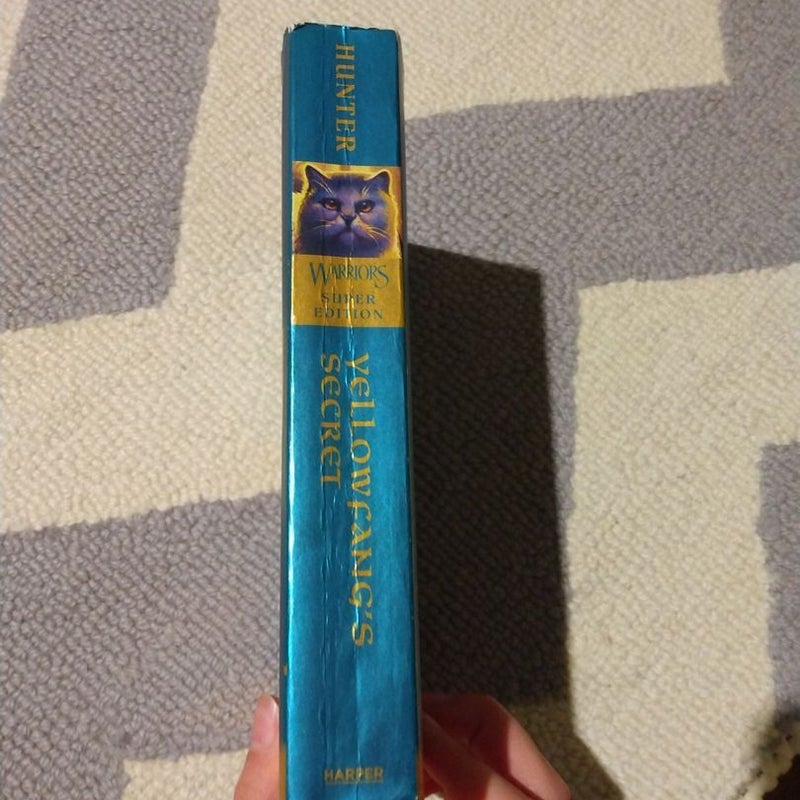 HUNTER
WARRIORS
SUPER
EDITION
YELLOWFANG'S
SECRET
HARPER